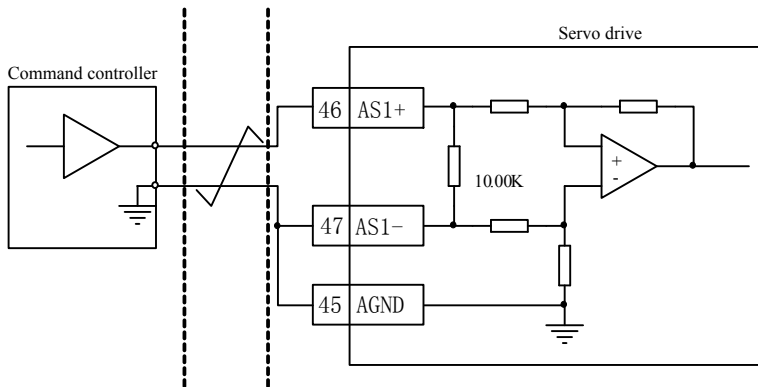 Servo drive
Command controller
46 AS1+
+
-
10.00K
47 AS1-
45 AGND